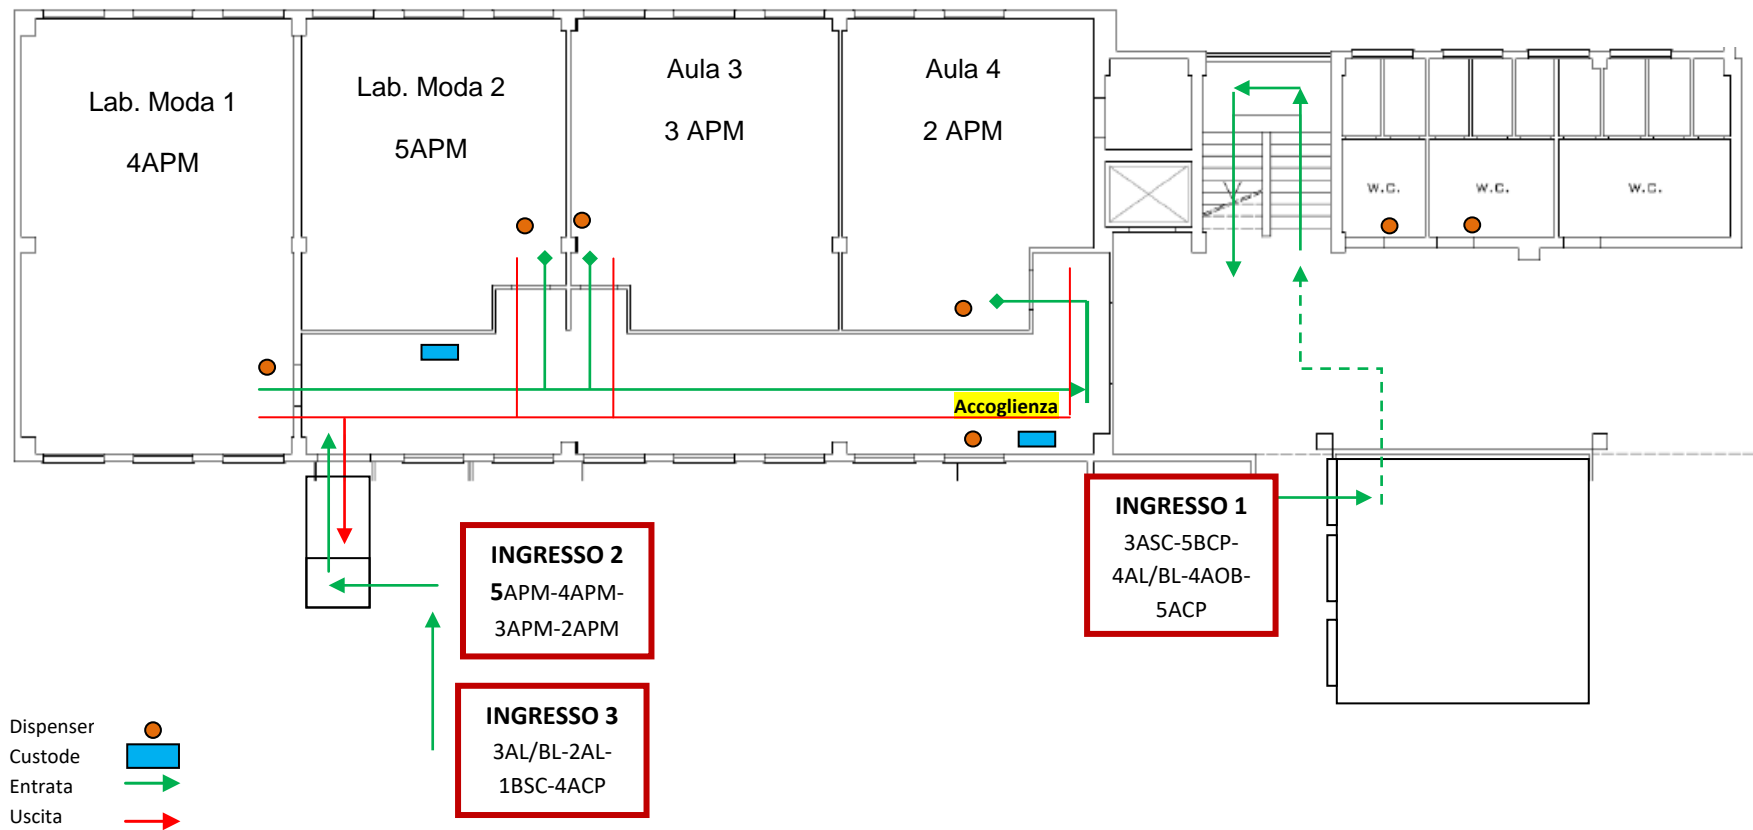 Lab. Moda 1
4APM
Lab. Moda 2
5APM
Aula 3
3 APM
Aula 4
2 APM
W.C.
W.C.
W.C.
Accoglienza
INGRESSO 1
3ASC-5BCP-
4AL/BL-4AOB-
5ACP
INGRESSO 2
5APM-4APM-
3APM-2APM
INGRESSO 3
3AL/BL-2AL-
1BSC-4ACP
Dispenser
Custode
Entrata
Uscita